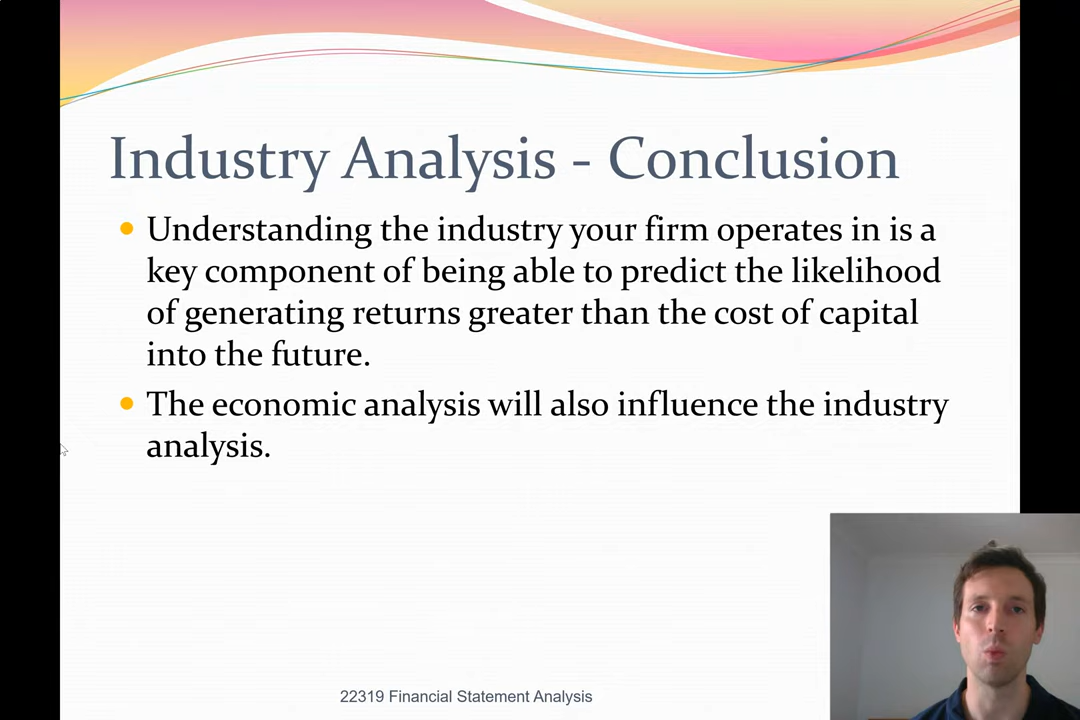 Industry Analysis - Conclusion
Understanding the industry your firm operates in is a
key component of being able to predict the likelihood
of generating returns greater than the cost of capital
into the future.
The economic analysis will also influence the industry
analysis.
22319 Financial Statement Analysis